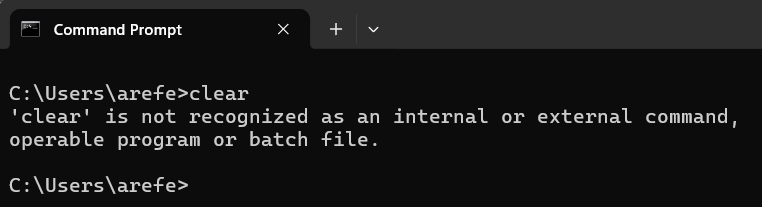 Command Prompt
C:\Users\arefe>clear
'clear' is not recognized as an internal or external command,
operable program or batch file.
C:\Users\arefe>